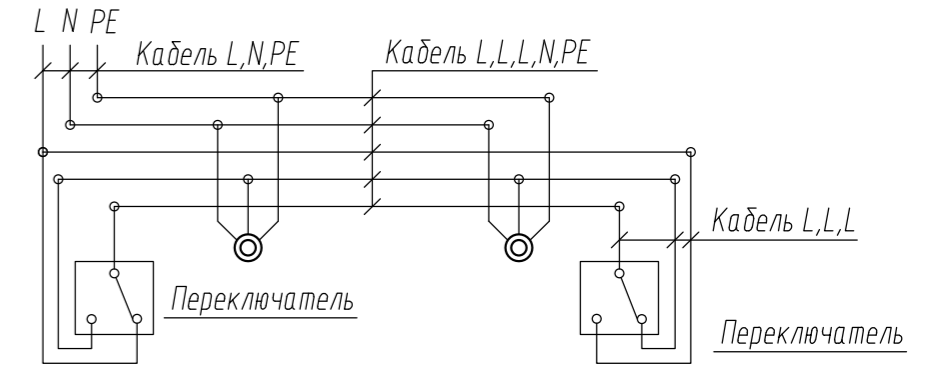 L N PE
Кабель L,N,PE
Кабель L,L,L,N,PE
Кабель L,L,L
Переключатель
Переключатель